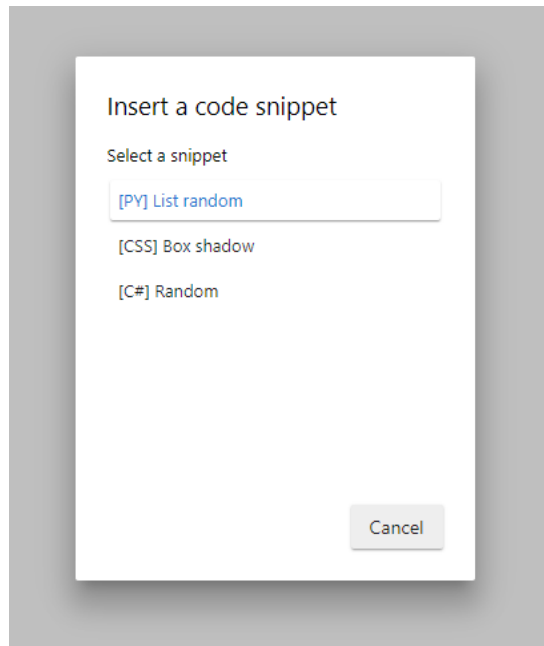 Insert a code snippet
Select a snippet
[PY] List random
[CSS] Box shadow
[C#] Random
Cancel